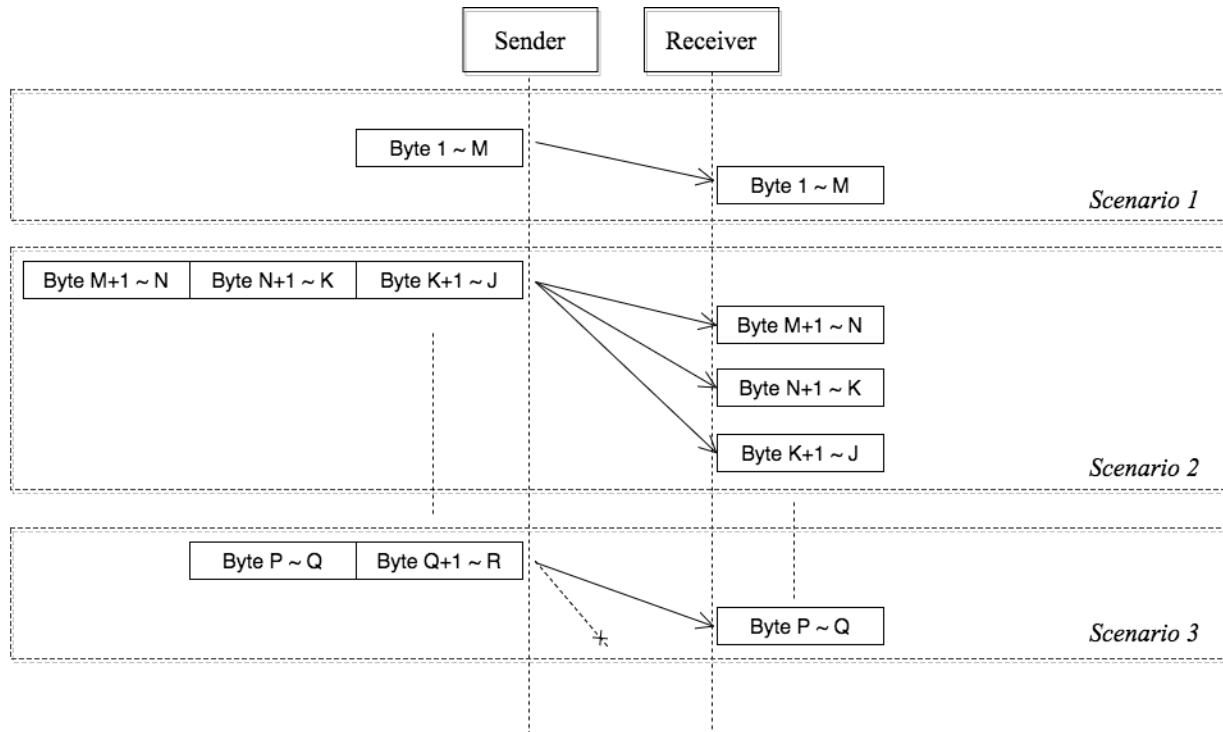 Sender
Receiver
Byte 1 ~ M
Byte 1 ~ M
Scenario 1
Byte M+1 ~ N
Byte N+1 ~ K
Byte K+1 ~ J
Byte M+1 ~ N
Byte N+1 ~ K
Byte K+1 ~ J
Scenario 2
Byte P ~ Q
Byte Q+1 ~ R
Byte P ~ Q
Scenario 3